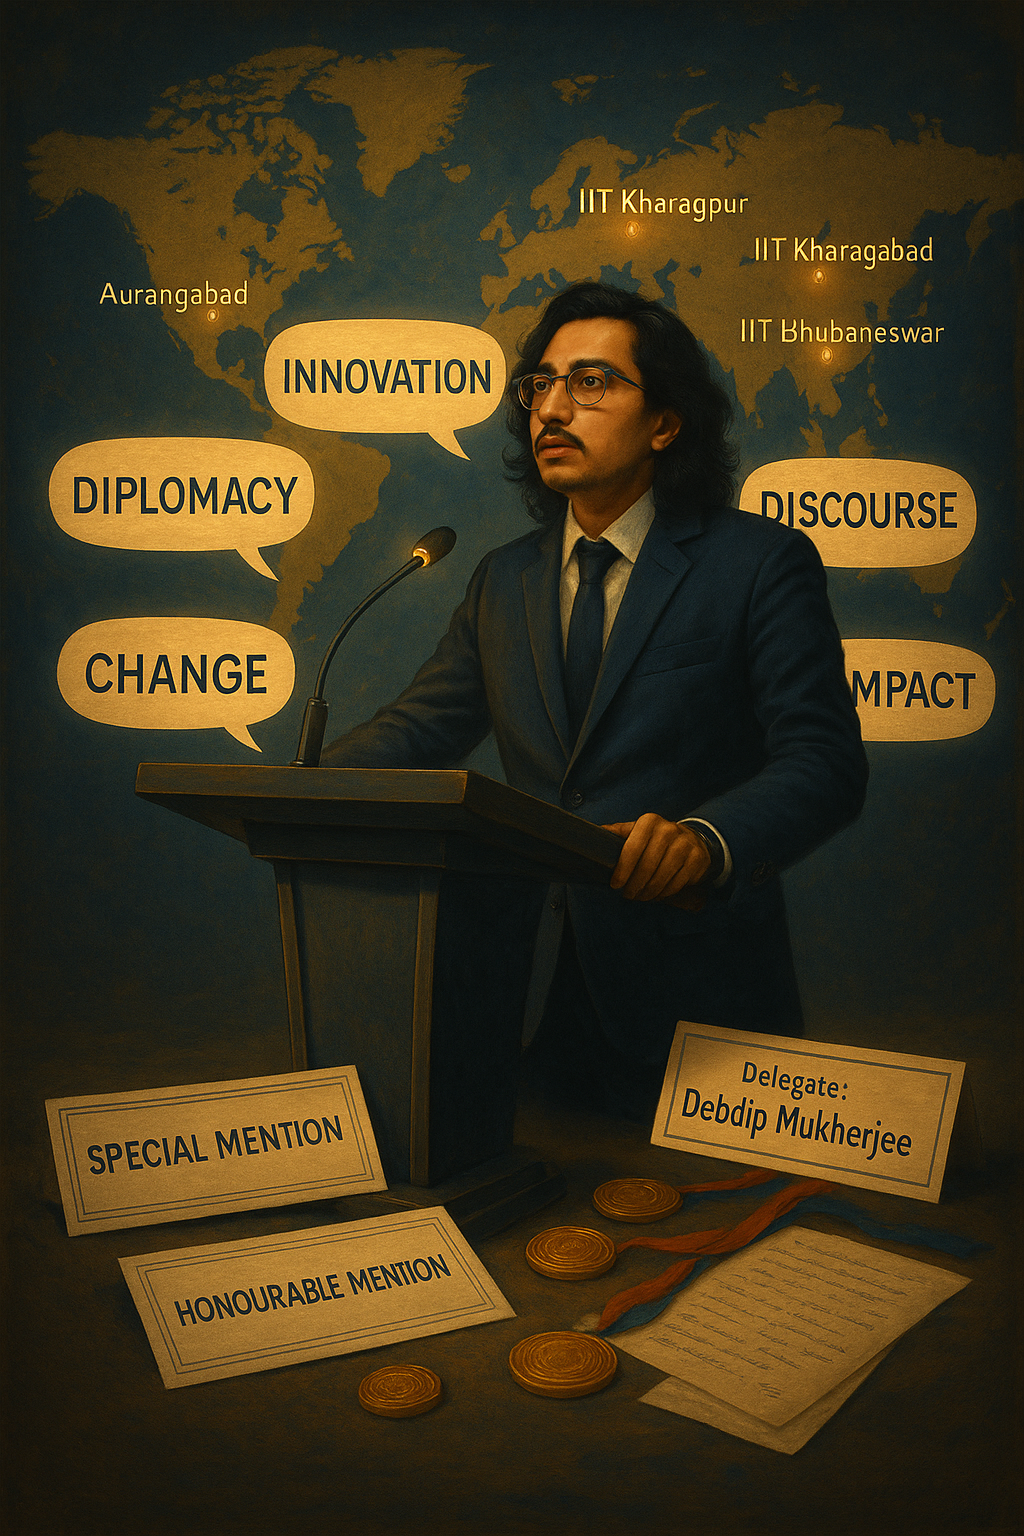 IIT Kharagpur
IIT Kharagabad
Aurangabad
IIT Bhubaneswar
INNOVATION
DIPLOMACY
DISCOURSE
CHANGE
MPACT
Delegate:
Debdip Mukherjee
SPECIAL MENTION
HONOURABLE MENTION